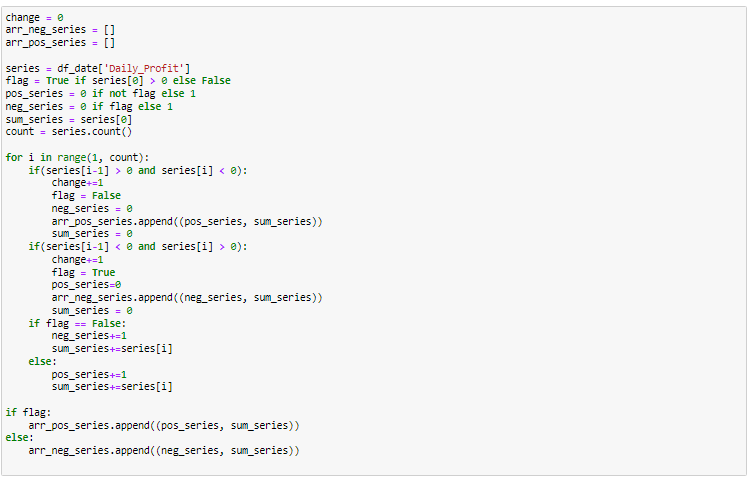 change = 0
arr_neg_series = []
arr_pos_series = []

series = df_date['Daily_Profit']
flag = True if series[0] > 0 else False
pos_series = 0 if not flag else 1
neg_series = 0 if flag else 1
sum_series = series[0]
count = series.count()

for i in range(1, count):
    if(series[i-1] > 0 and series[i] < 0):
        change+=1
        flag = False
        neg_series = 0
        arr_pos_series.append((pos_series, sum_series))
        sum_series = 0
    if(series[i-1] < 0 and series[i] > 0):
        change+=1
        flag = True
        pos_series=0
        arr_neg_series.append((neg_series, sum_series))
        sum_series = 0
    if flag == False:
        neg_series+=1
        sum_series+=series[i]
    else:
        pos_series+=1
        sum_series+=series[i]

if flag:
    arr_pos_series.append((pos_series, sum_series))
else:
    arr_neg_series.append((neg_series, sum_series))